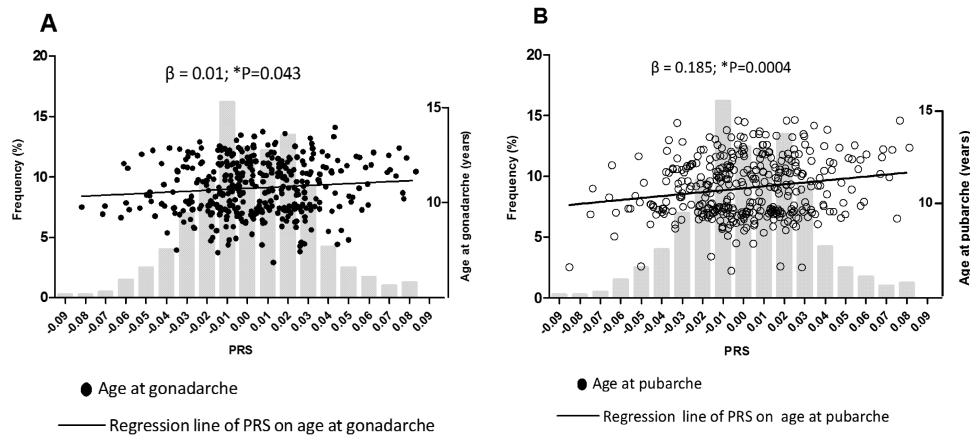 A
20
15
10
5
0
Frequency (%)
β = 0.01; *P=0.043
15
10
Age at gonadarche (years)
-0.09 -0.08 -0.07 -0.06 -0.05 -0.04 -0.03 -0.02 -0.01 0.00 0.01 0.02 0.03 0.04 0.05 0.06 0.07 0.08 0.09
PRS
Age at gonadarche
Regression line of PRS on age at gonadarche
B
20
15
10
5
0
Frequency (%)
β = 0.185; *P=0.0004
15
10
Age at pubarche (years)
-0.09 -0.08 -0.07 -0.06 -0.05 -0.04 -0.03 -0.02 -0.01 0.00 0.01 0.02 0.03 0.04 0.05 0.06 0.07 0.08 0.09
PRS
Age at pubarche
Regression line of PRS on age at pubarche